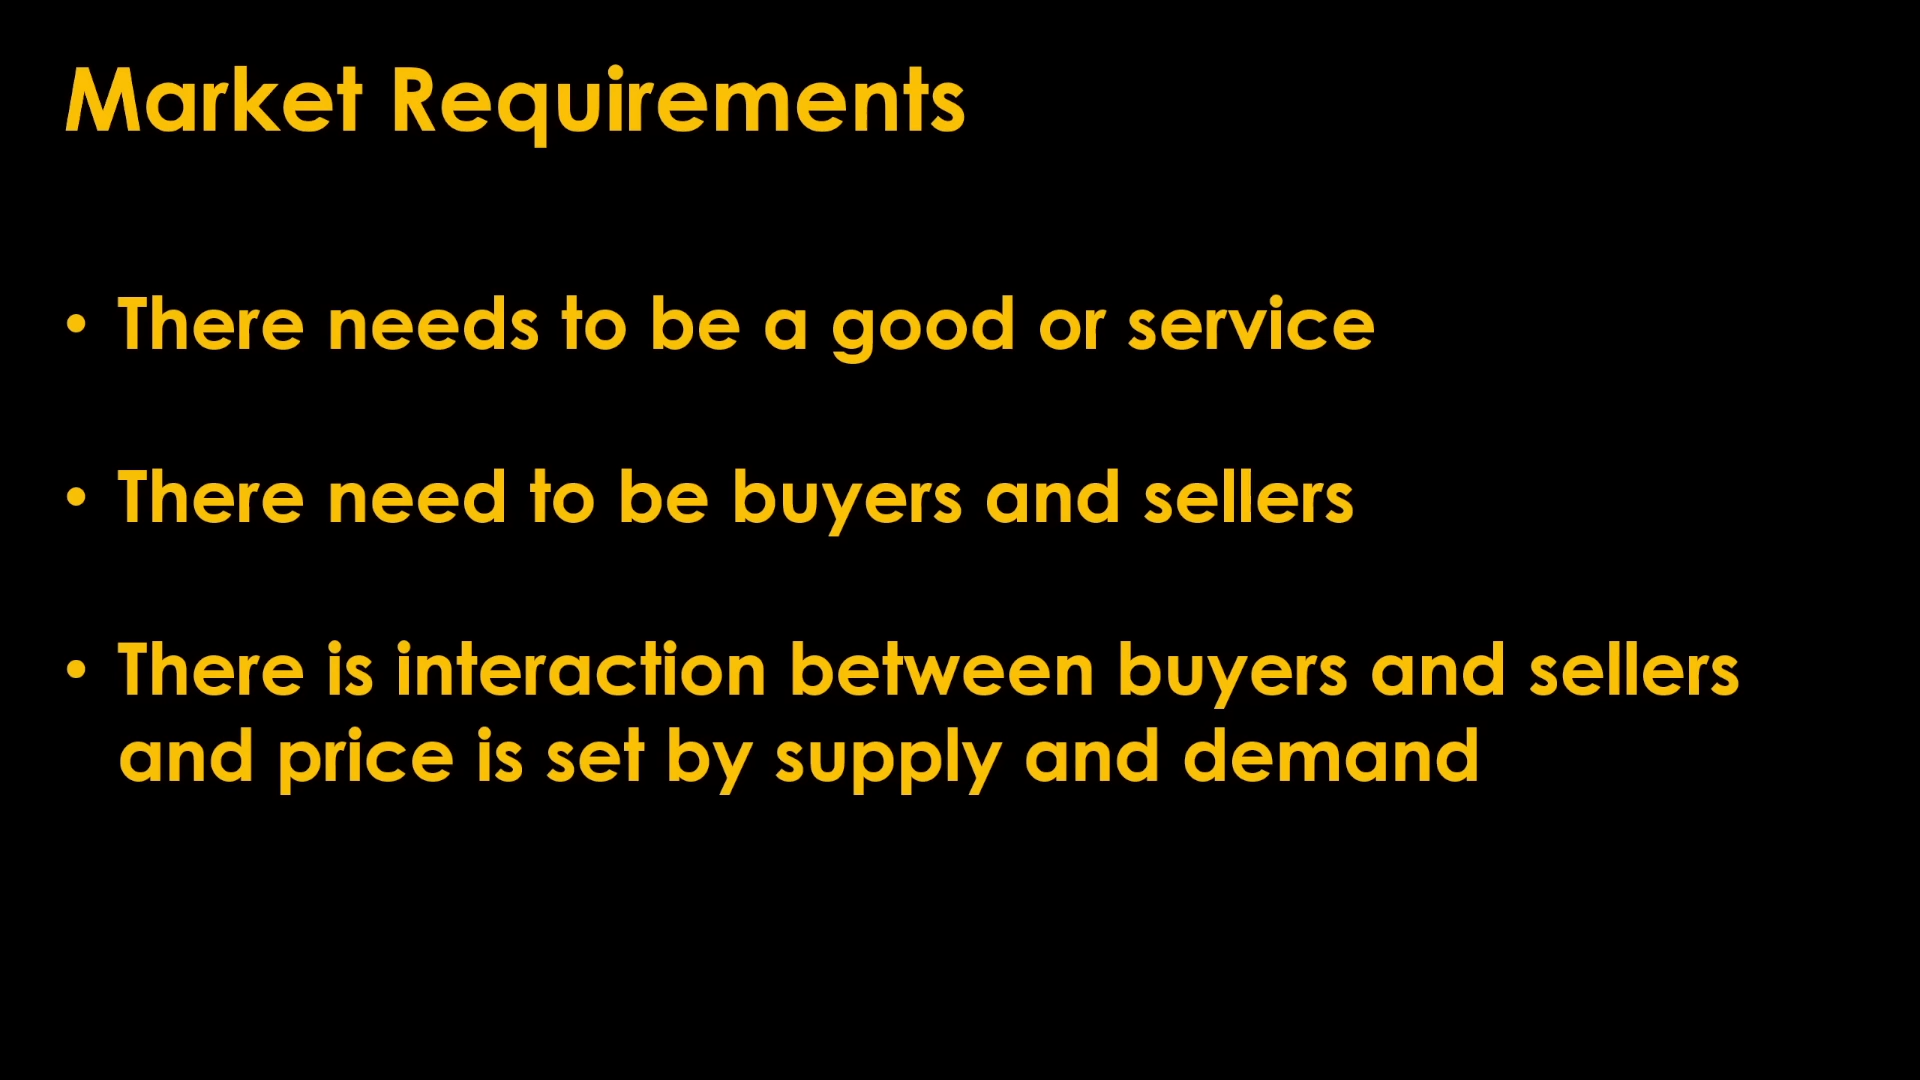 Market Requirements
• There needs to be a good or service
• There need to be buyers and sellers
• There is interaction between buyers and sellers
and price is set by supply and demand